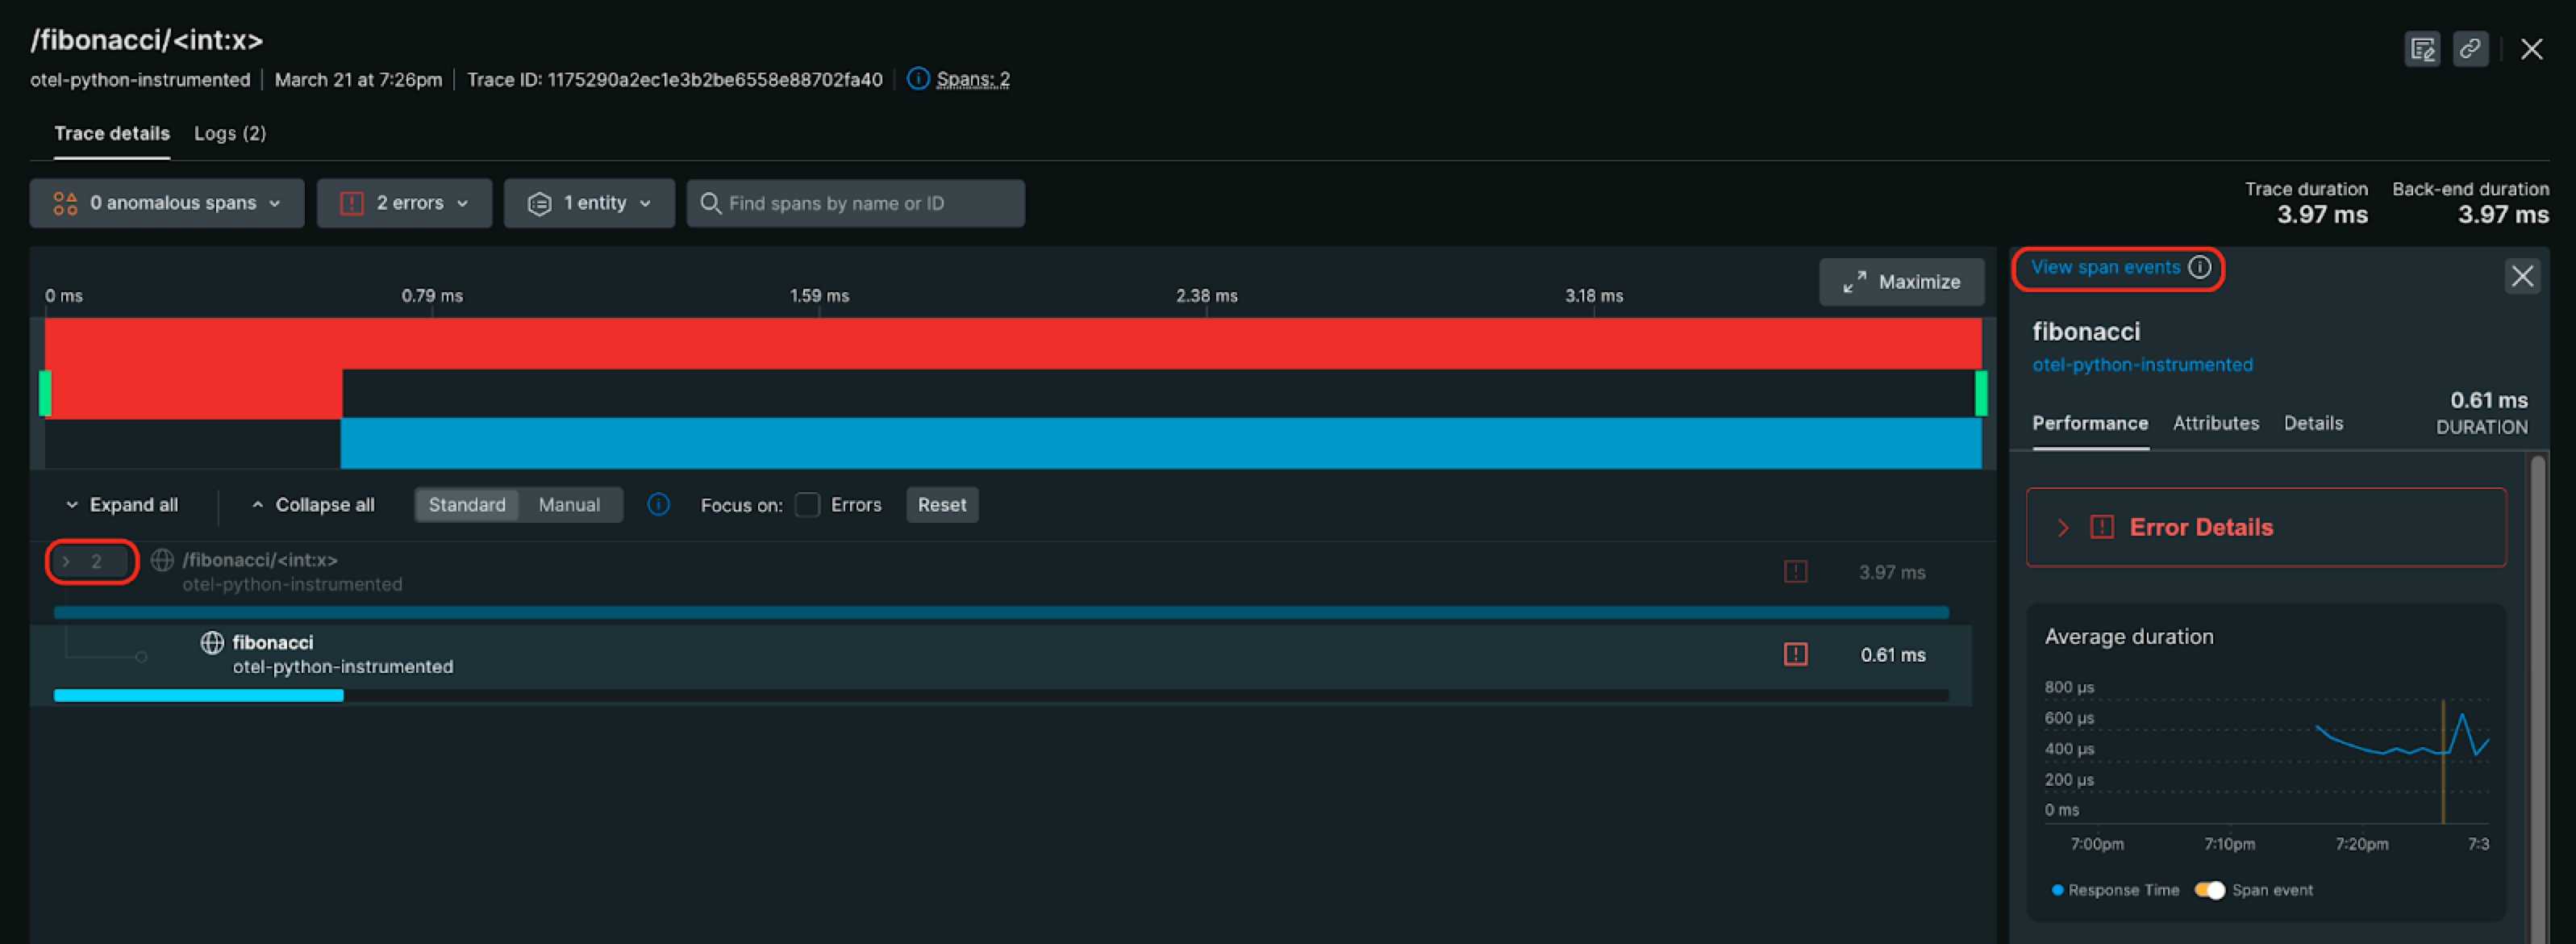 /fibonacci/<int:x>
otel-python-instrumented | March 21 at 7:26pm | Trace ID: 1175290a2ec1e3b2be6558e88702fa40 | Spans: 2
Trace details Logs (2)
0 anomalous spans 2 errors 1 entity Find spans by name or ID
Trace duration Back-end duration
3.97 ms 3.97 ms
0 ms 0.79 ms 1.59 ms 2.38 ms 3.18 ms Maximize
Expand all Collapse all Standard Manual Focus on: Errors Reset
2 /fibonacci/<int:x>
otel-python-instrumented
3.97 ms
fibonacci
otel-python-instrumented
0.61 ms
View span events
fibonacci
otel-python-instrumented
0.61 ms
DURATION
Performance Attributes Details
Error Details
Average duration
800 µs
600 µs
400 µs
200 µs
0 ms
7:00pm 7:10pm 7:20pm 7:3
Response Time Span event